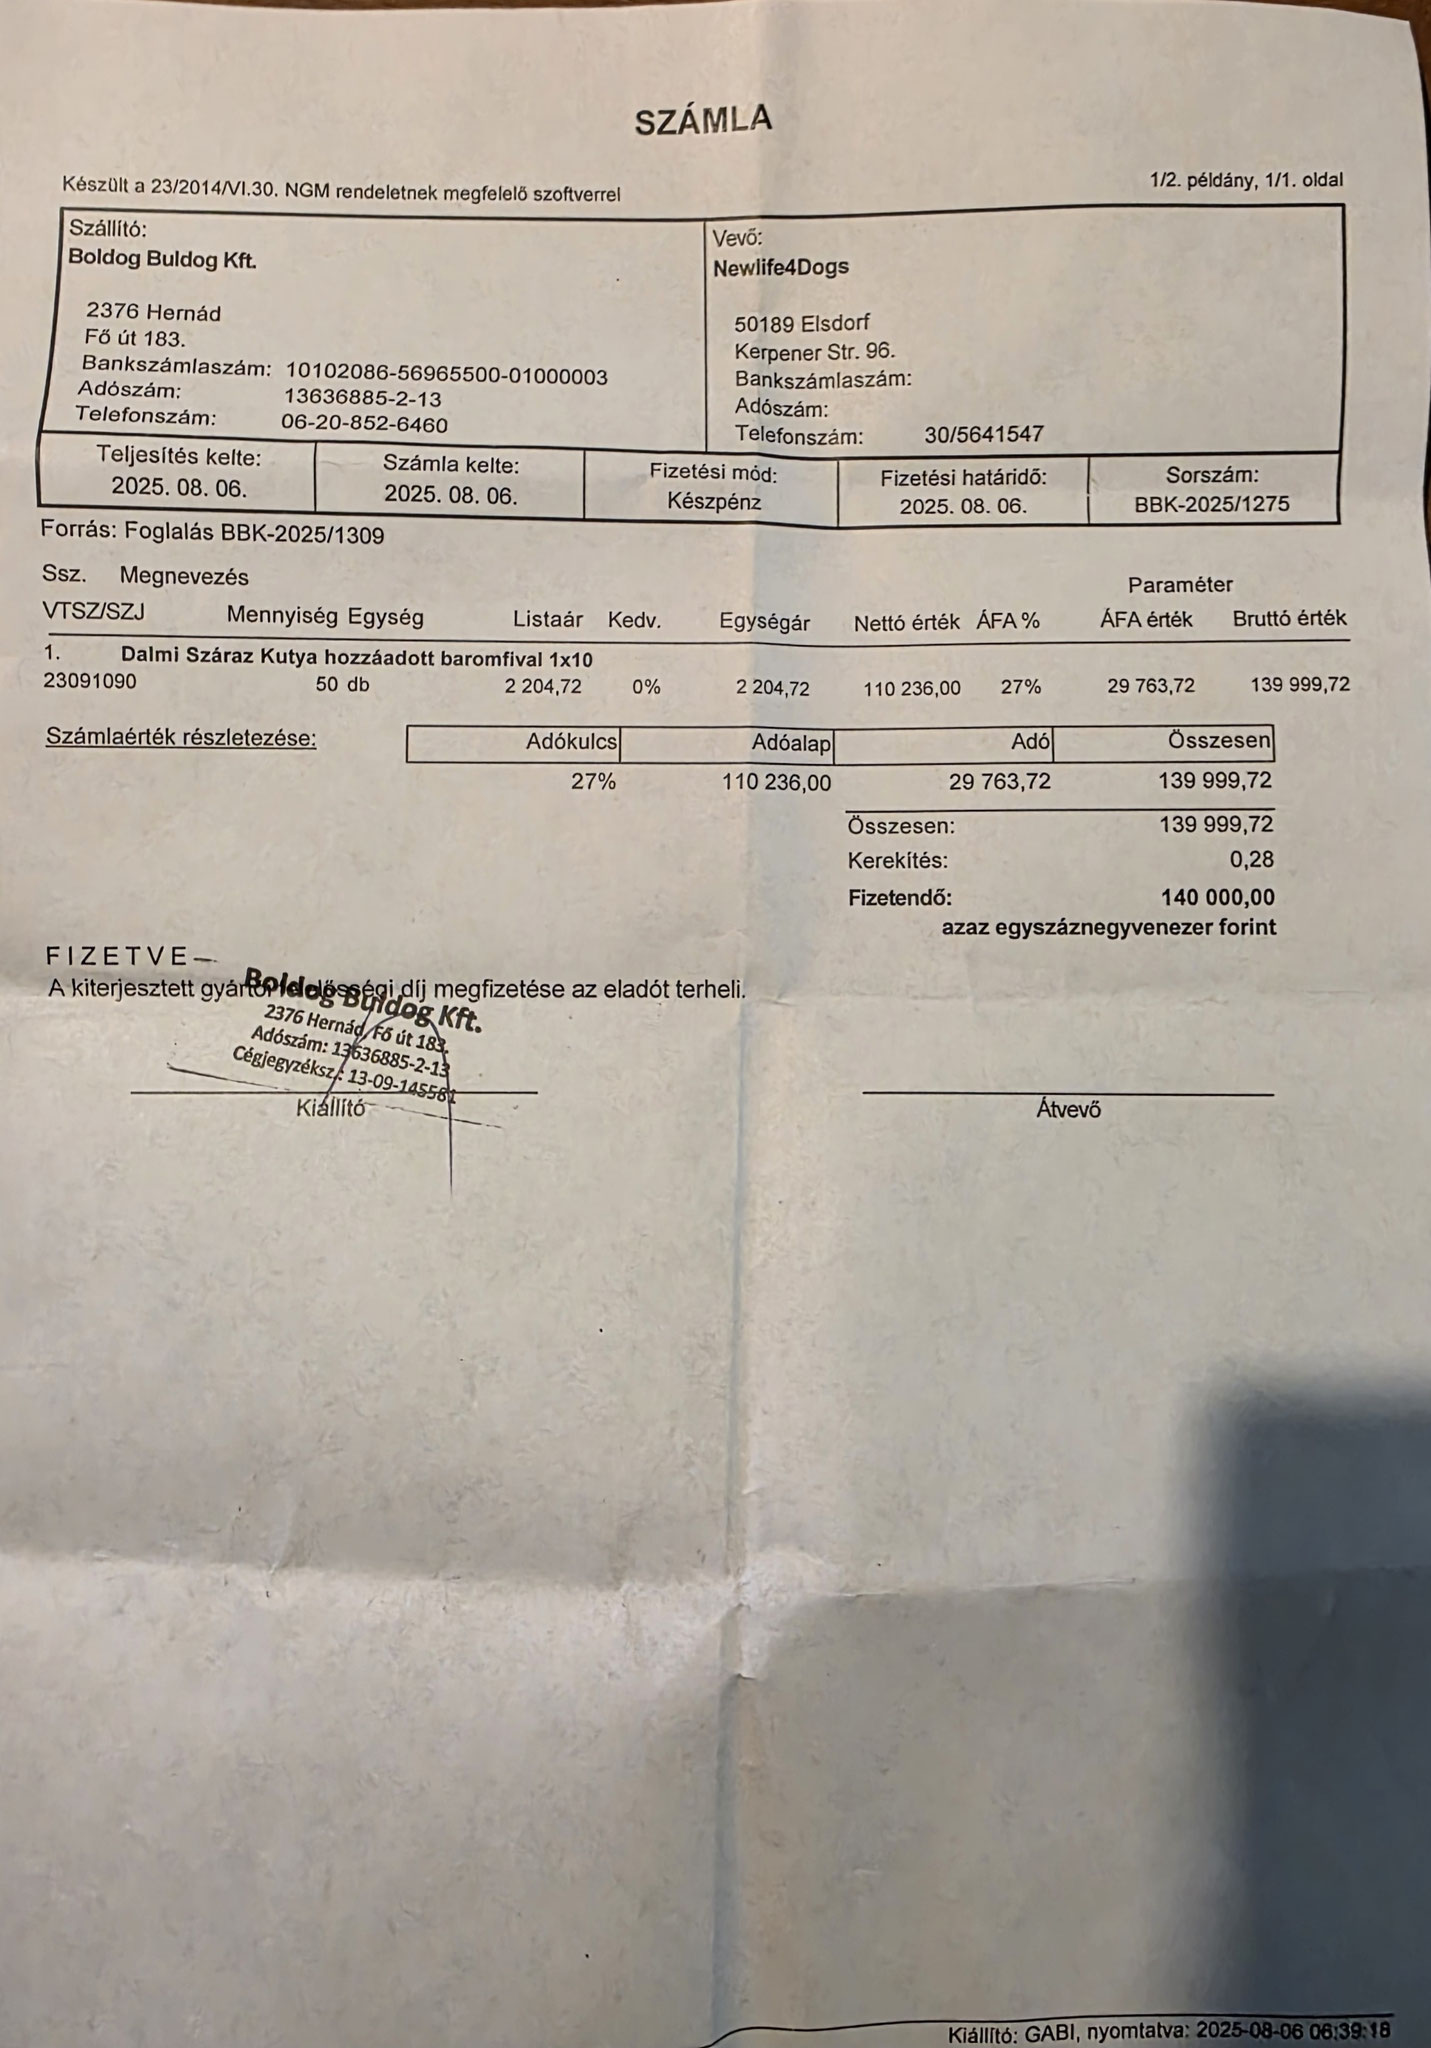 SZÁMLA
Készült a 23/2014/VI.30. NGM rendeletnek megfelelő szoftverrel
1/2. példány, 1/1. oldal
Szállító:
Boldog Buldog Kft.
2376 Hernád
Fő út 183.
Bankszámlaszám: 10102086-56965500-01000003
Adószám: 13636885-2-13
Telefonszám: 06-20-852-6460
Vevő:
Newlife4Dogs
50189 Elsdorf
Kerpener Str. 96.
Bankszámlaszám:
Adószám:
Telefonszám: 30/5641547
Teljesítés kelte: Számla kelte: Fizetési mód: Fizetési határidő: Sorszám:
2025. 08. 06. 2025. 08. 06. Készpénz 2025. 08. 06. BBK-2025/1275
Forrás: Foglalás BBK-2025/1309
Ssz. Megnevezés Paraméter
VTSZ/SZJ Mennyiség Egység Listaár Kedv. Egységár Nettó érték ÁFA % ÁFA érték Bruttó érték
1. Dalmi Száraz Kutya hozzáadott baromfival 1x10
23091090 50 db 2 204,72 0% 2 204,72 110 236,00 27% 29 763,72 139 999,72
Számlaérték részletezése: Adókulcs Adóalap Adó Összesen
27% 110 236,00 29 763,72 139 999,72
Összesen: 139 999,72
Kerekítés: 0,28
Fizetendő: 140 000,00
azaz egyszáznegyvenezer forint
FIZETVE
A kiterjesztett gyártói felelősségi díj megfizetése az eladót terheli.
Boldog Buldog Kft.
2376 Hernád, Fő út 183.
Adószám: 13636885-2-13
Cégjegyzéksz.: 13-09-145581
Kiállító
Átvevő
Kiállító: GABI, nyomtatva: 2025-08-06 06:39:18